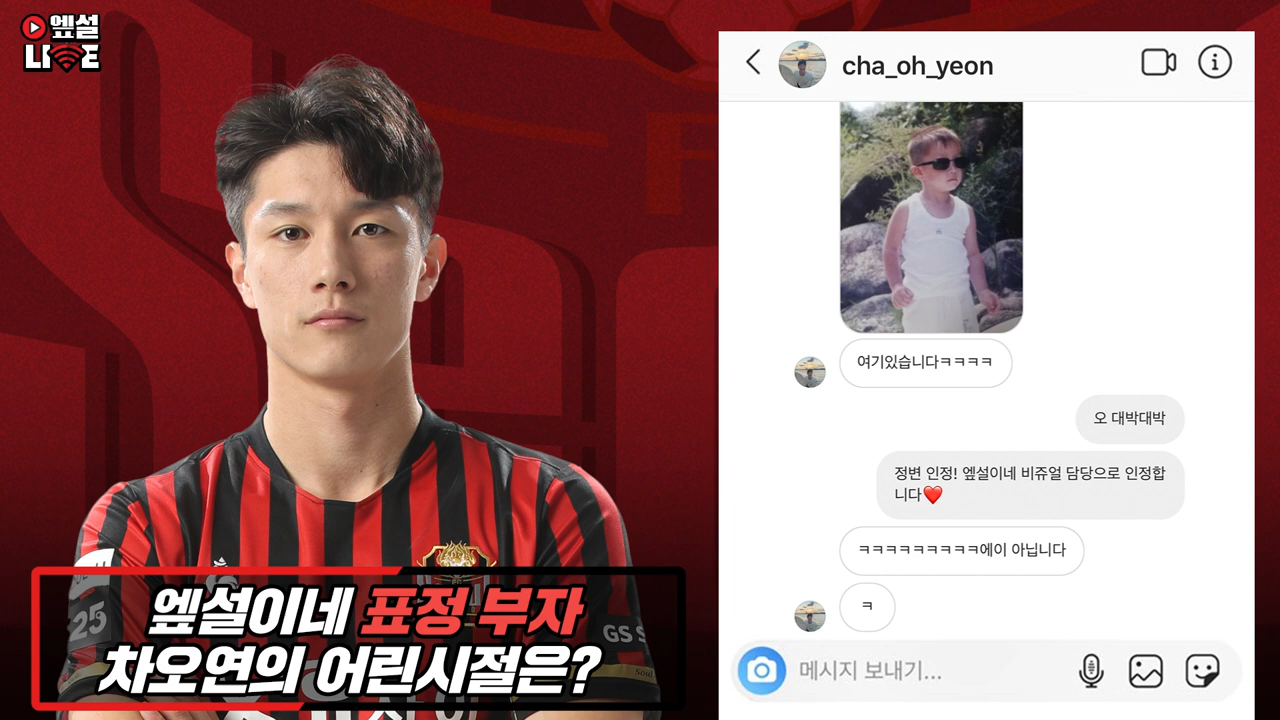 엪설
LIVE
엪설이네 표정 부자
차오연의 어린시절은?
25
GS S
cha_oh_yeon
여기있습니다ㅋㅋㅋㅋ
오 대박대박
정변 인정! 엪설이네 비쥬얼 담당으로 인정합
니다❤️
ㅋㅋㅋㅋㅋㅋㅋㅋㅋ에이 아닙니다
ㅋ
메시지 보내기...